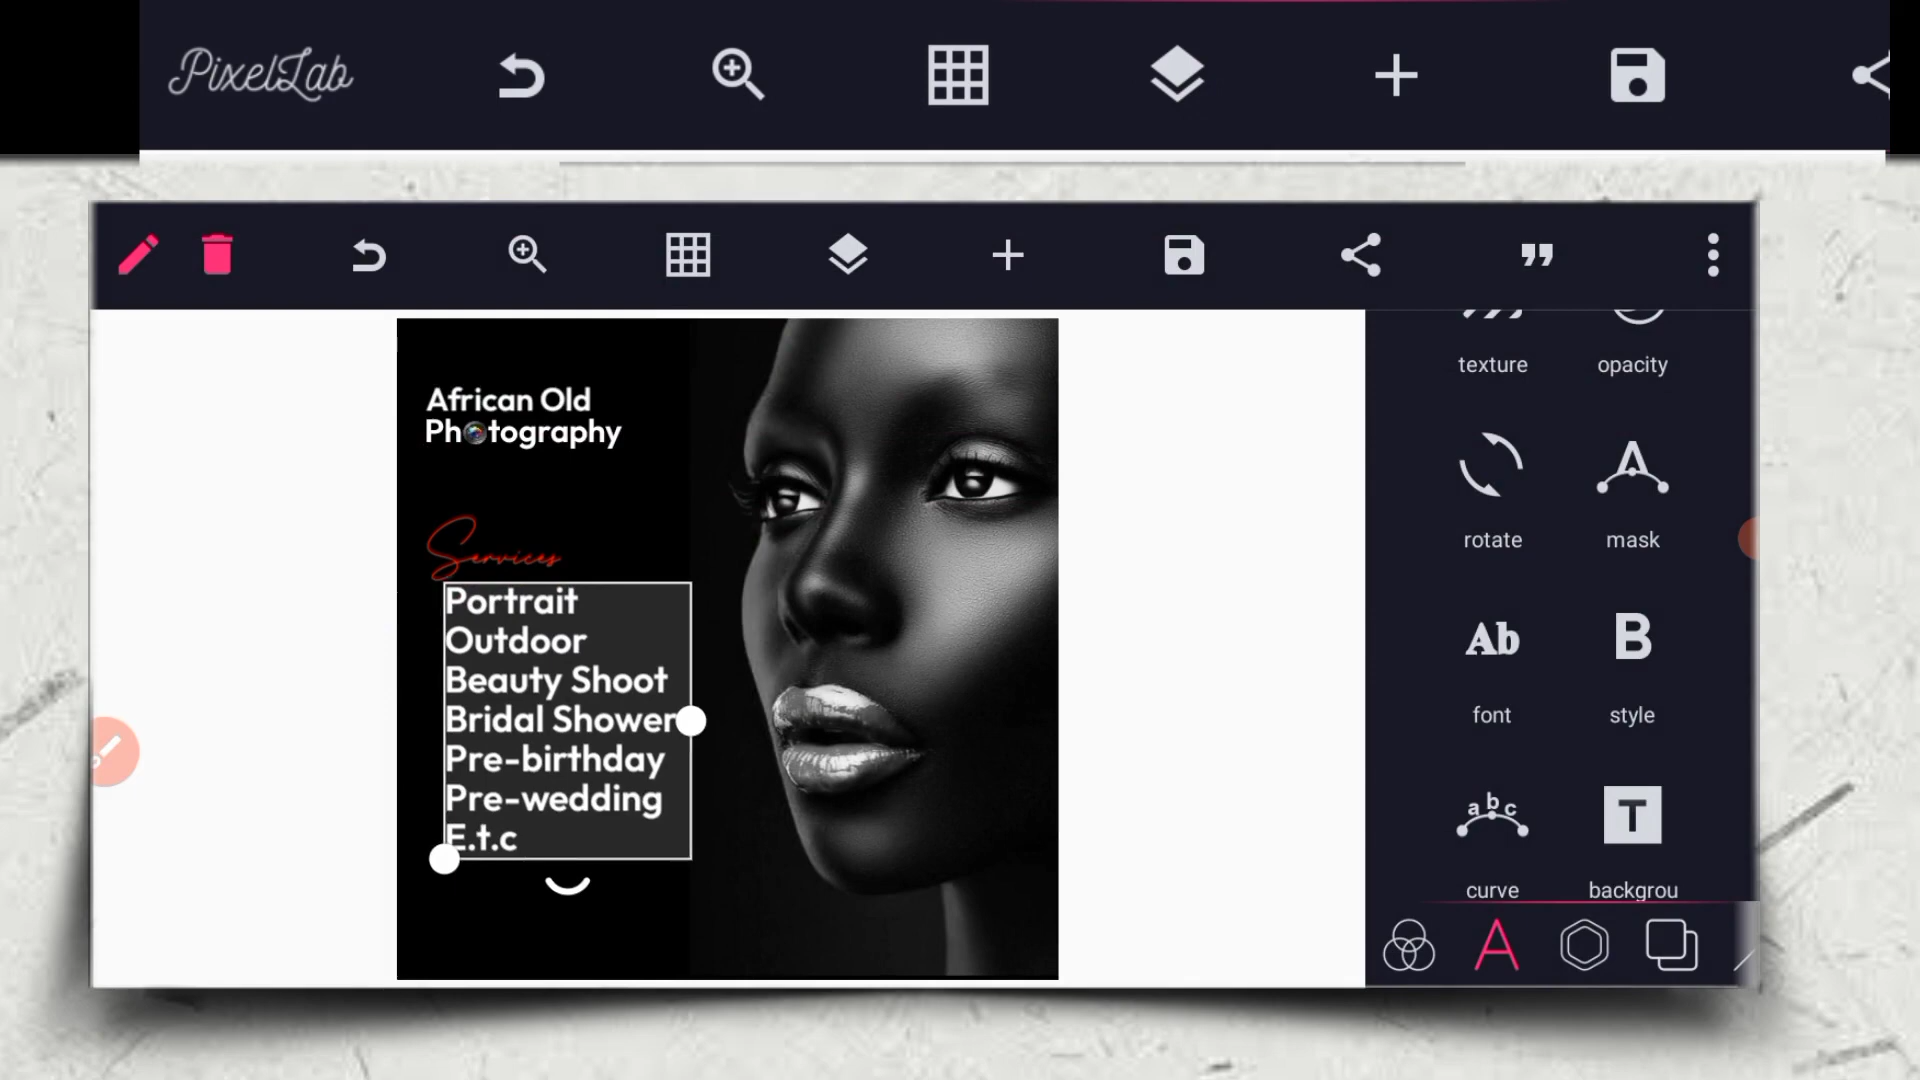 PixelLab
African Old
Photography
Services
Portrait
Outdoor
Beauty Shoot
Bridal Shower
Pre-birthday
Pre-wedding
E.t.c
texture
opacity
A
rotate
mask
Ab
B
font
style
abc
T
curve
backgrou
A